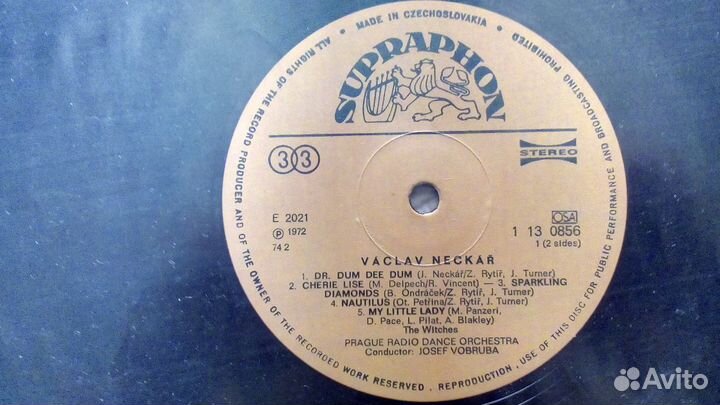 MADE IN CZECHOSLOVAKIA
ALL RIGHTS OF THE RECORD PRODUCER AND OF THE OWNER OF THE RECORDED WORK RESERVED . REPRODUCTION, USE OF THIS DISC FOR PUBLIC PERFORMANCE AND BROADCASTING PROHIBITED
SUPRAPHON
33
STEREO
E 2021
Ⓟ 1972
74 2
OSA
1 13 0856
1 (2 sides)
VÁCLAV NECKÁŘ
1. DR. DUM DEE DUM (J. Neckář/Z. Rytíř, J. Turner)
2. CHERIE LISE (M. Delpech/R. Vincent) — 3. SPARKLING
DIAMONDS (B. Ondráček/Z. Rytíř, J. Turner)
4. NAUTILUS (Ot. Petřina/Z. Rytíř, J. Turner)
5. MY LITTLE LADY (M. Panzeri,
D. Pace, L. Pilat, A. Blakley)
The Witches
PRAGUE RADIO DANCE ORCHESTRA
Conductor: JOSEF VOBRUBA
Avito